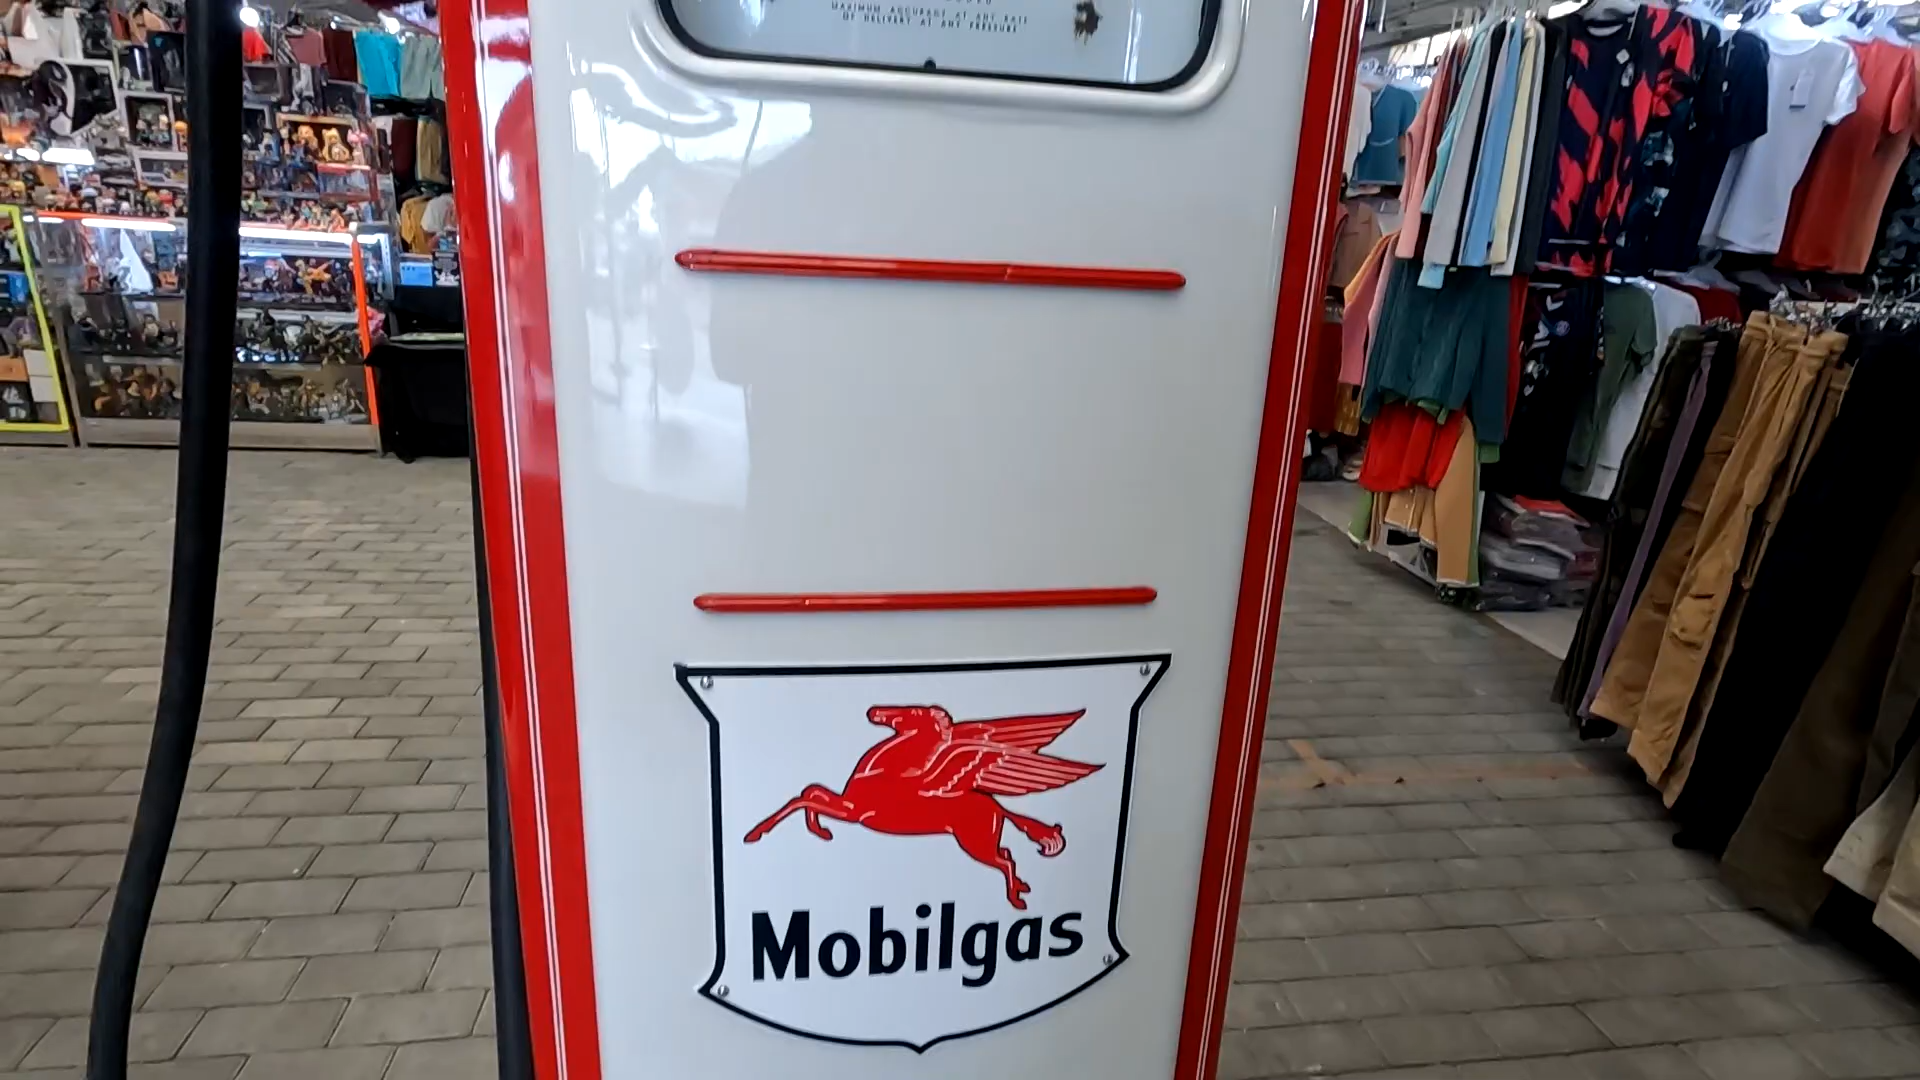 MAXIMUM ACCURACY AT ANY RATE
OF DELIVERY AT ANY PRESSURE
Mobilgas